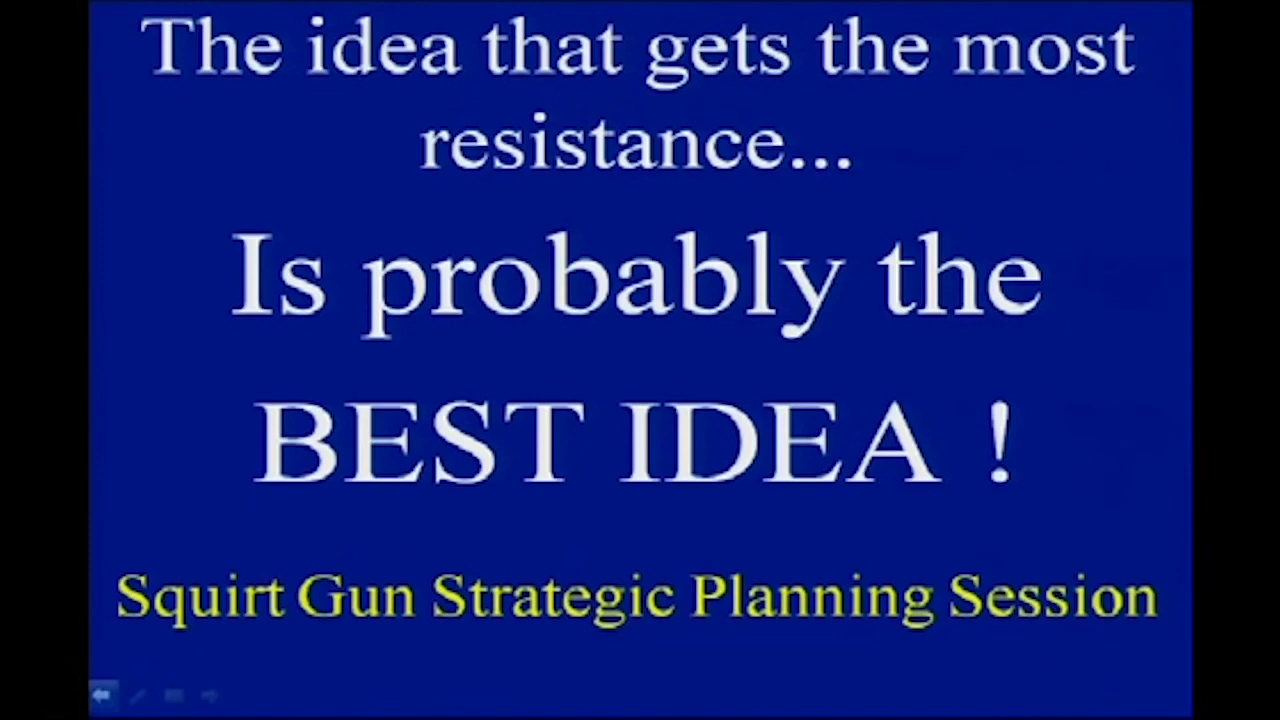 The idea that gets the most
resistance...
Is probably the
BEST IDEA !
Squirt Gun Strategic Planning Session